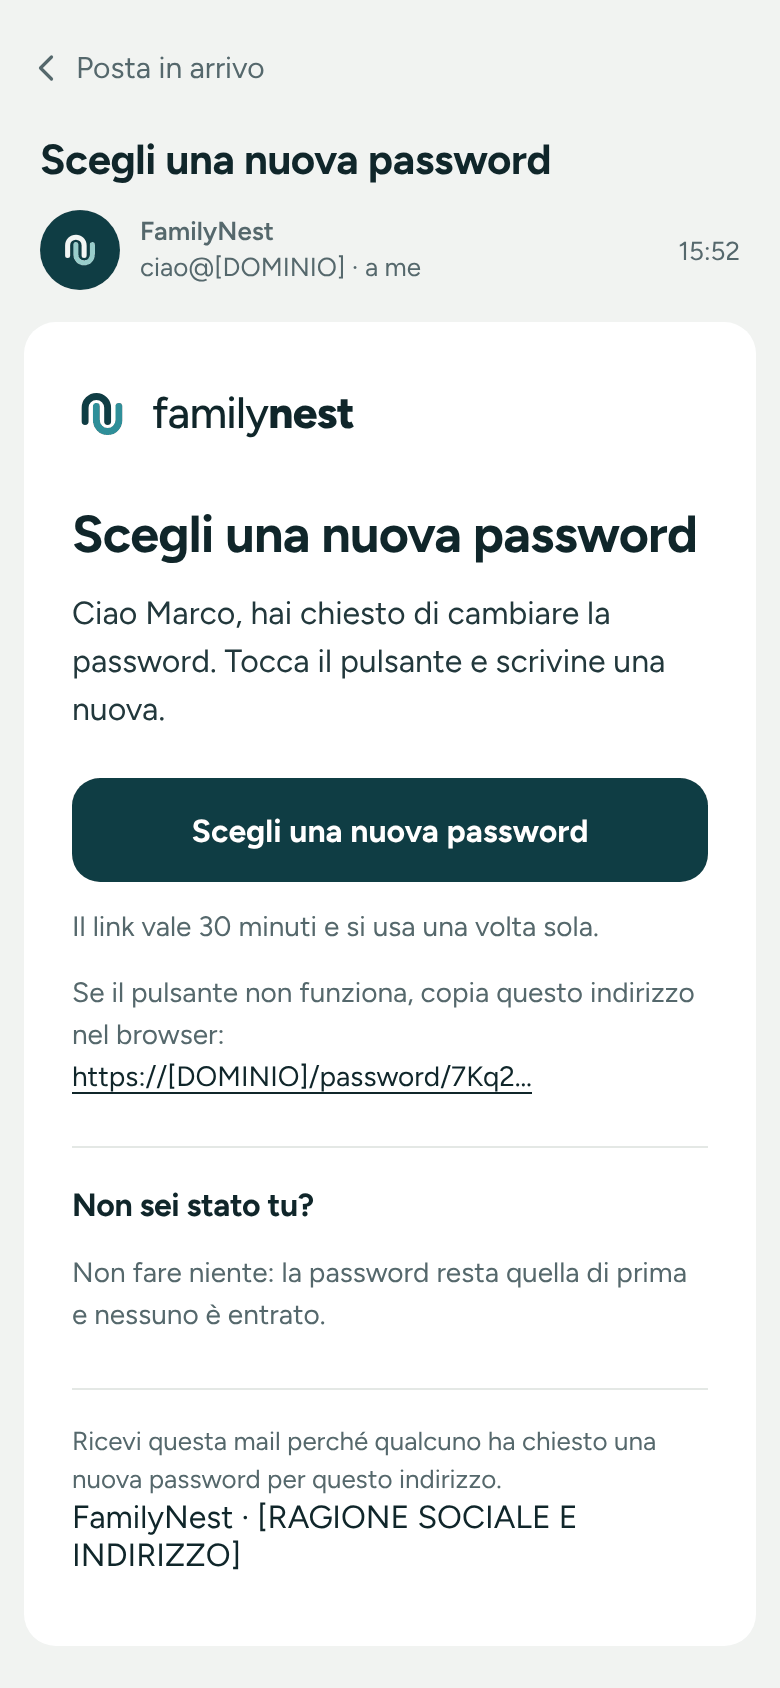 Posta in arrivo
Scegli una nuova password
FamilyNest
ciao@[DOMINIO] · a me
15:52
familynest
Scegli una nuova password
Ciao Marco, hai chiesto di cambiare la
password. Tocca il pulsante e scrivine una
nuova.
Scegli una nuova password
Il link vale 30 minuti e si usa una volta sola.
Se il pulsante non funziona, copia questo indirizzo
nel browser:
https://[DOMINIO]/password/7Kq2...
Non sei stato tu?
Non fare niente: la password resta quella di prima
e nessuno è entrato.
Ricevi questa mail perché qualcuno ha chiesto una
nuova password per questo indirizzo.
FamilyNest · [RAGIONE SOCIALE E
INDIRIZZO]